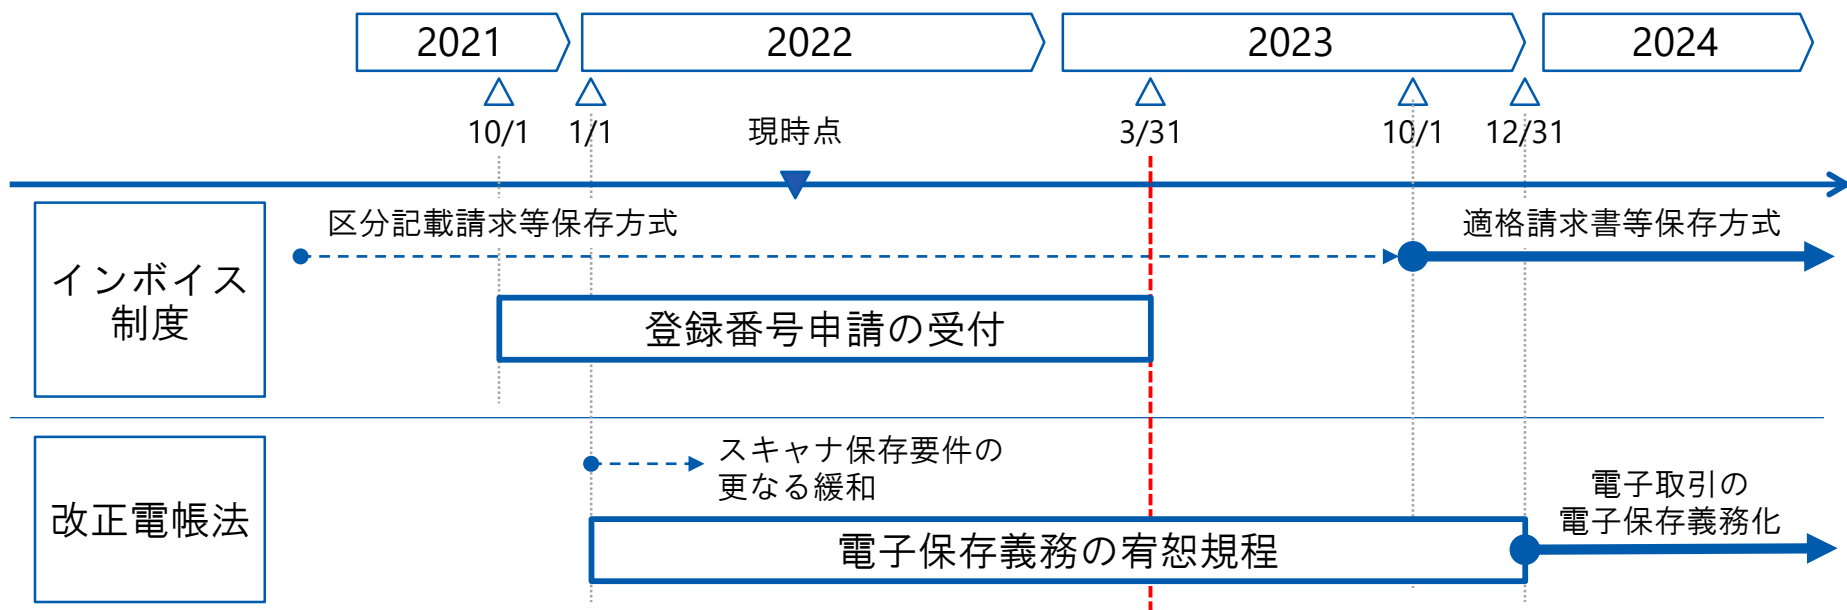 2021
2022
2023
2024
10/1
1/1
現時点
3/31
10/1
12/31
インボイス
制度
区分記載請求等保存方式
適格請求書等保存方式
登録番号申請の受付
改正電帳法
スキャナ保存要件の
更なる緩和
電子保存義務の宥恕規程
電子取引の
電子保存義務化